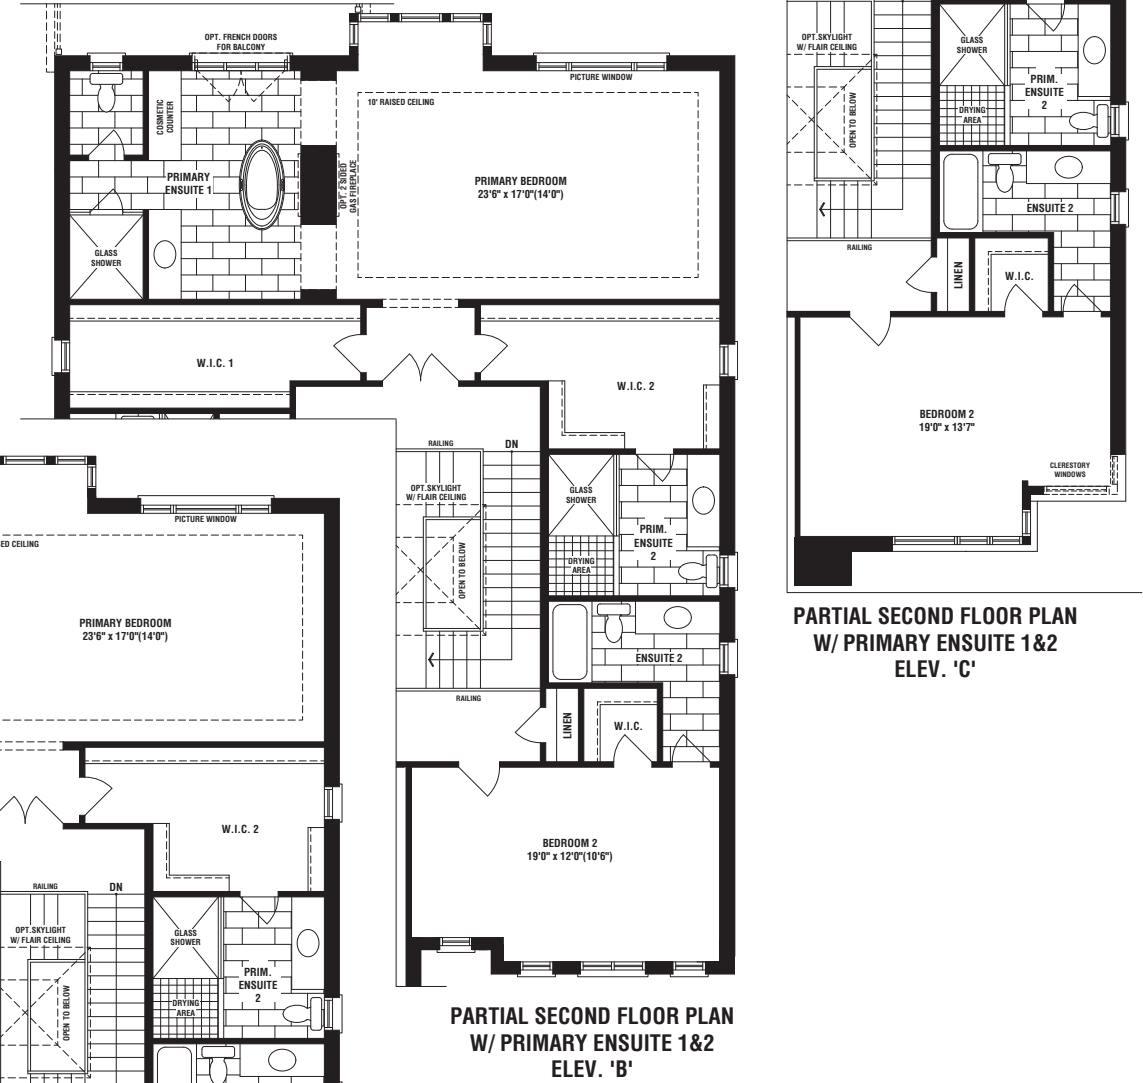 OPT. FRENCH DOORS
FOR BALCONY
PICTURE WINDOW
10' RAISED CEILING
COSMETIC
COUNTER
PRIMARY
ENSUITE 1
OPT. 2 SIDED
GAS FIREPLACE
PRIMARY BEDROOM
23'6" x 17'0"(14'0")
GLASS
SHOWER
W.I.C. 1
W.I.C. 2
RAILING
DN
OPT.SKYLIGHT
W/ FLAIR CEILING
OPEN TO BELOW
GLASS
SHOWER
PRIM.
ENSUITE
2
DRYING
AREA
ENSUITE 2
RAILING
LINEN
W.I.C.
BEDROOM 2
19'0" x 12'0"(10'6")
PARTIAL SECOND FLOOR PLAN
W/ PRIMARY ENSUITE 1&2
ELEV. 'B'
OPT.SKYLIGHT
W/ FLAIR CEILING
OPEN TO BELOW
GLASS
SHOWER
PRIM.
ENSUITE
2
DRYING
AREA
ENSUITE 2
RAILING
LINEN
W.I.C.
BEDROOM 2
19'0" x 13'7"
CLERESTORY
WINDOWS
PARTIAL SECOND FLOOR PLAN
W/ PRIMARY ENSUITE 1&2
ELEV. 'C'
PICTURE WINDOW
ED CEILING
PRIMARY BEDROOM
23'6" x 17'0"(14'0")
W.I.C. 2
RAILING
DN
OPT.SKYLIGHT
W/ FLAIR CEILING
OPEN TO BELOW
GLASS
SHOWER
PRIM.
ENSUITE
2
DRYING
AREA